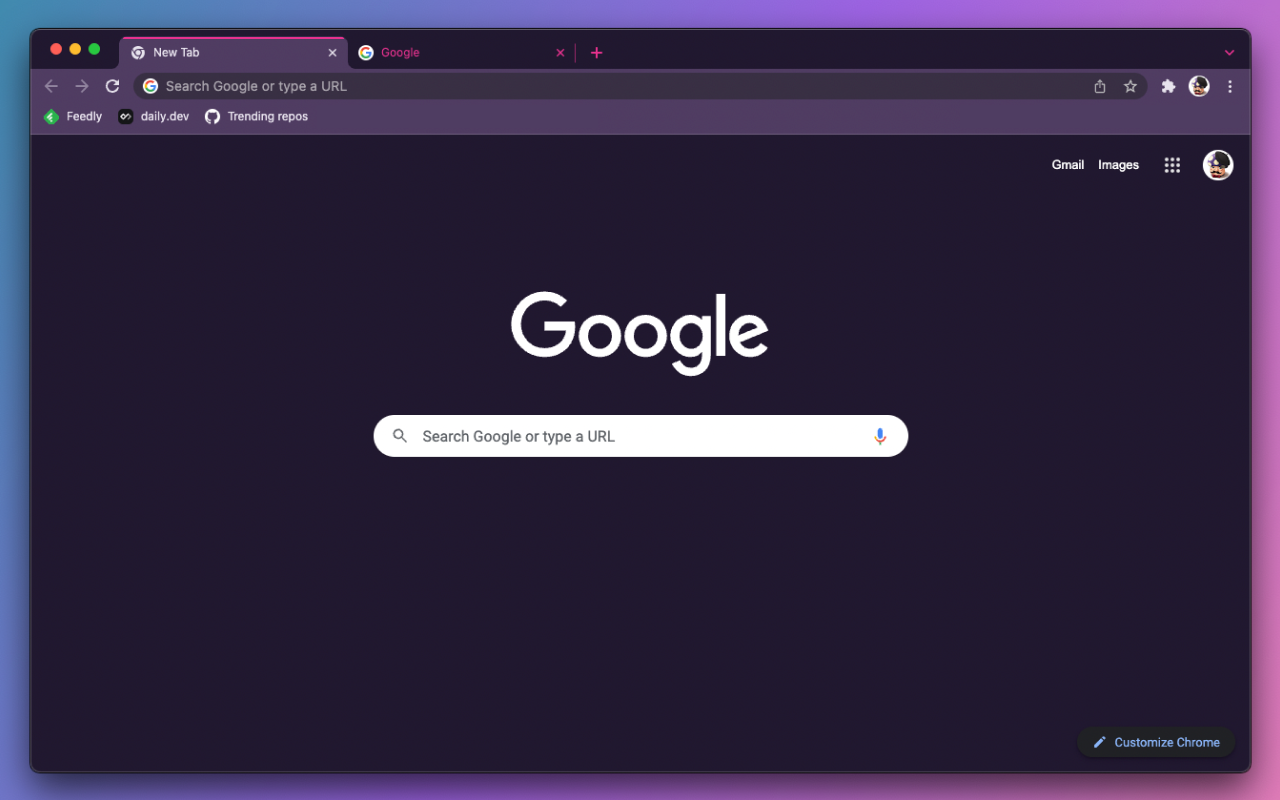 New Tab
Google
Search Google or type a URL
Feedly
daily.dev
Trending repos
Gmail
Images
Google
Search Google or type a URL
Customize Chrome